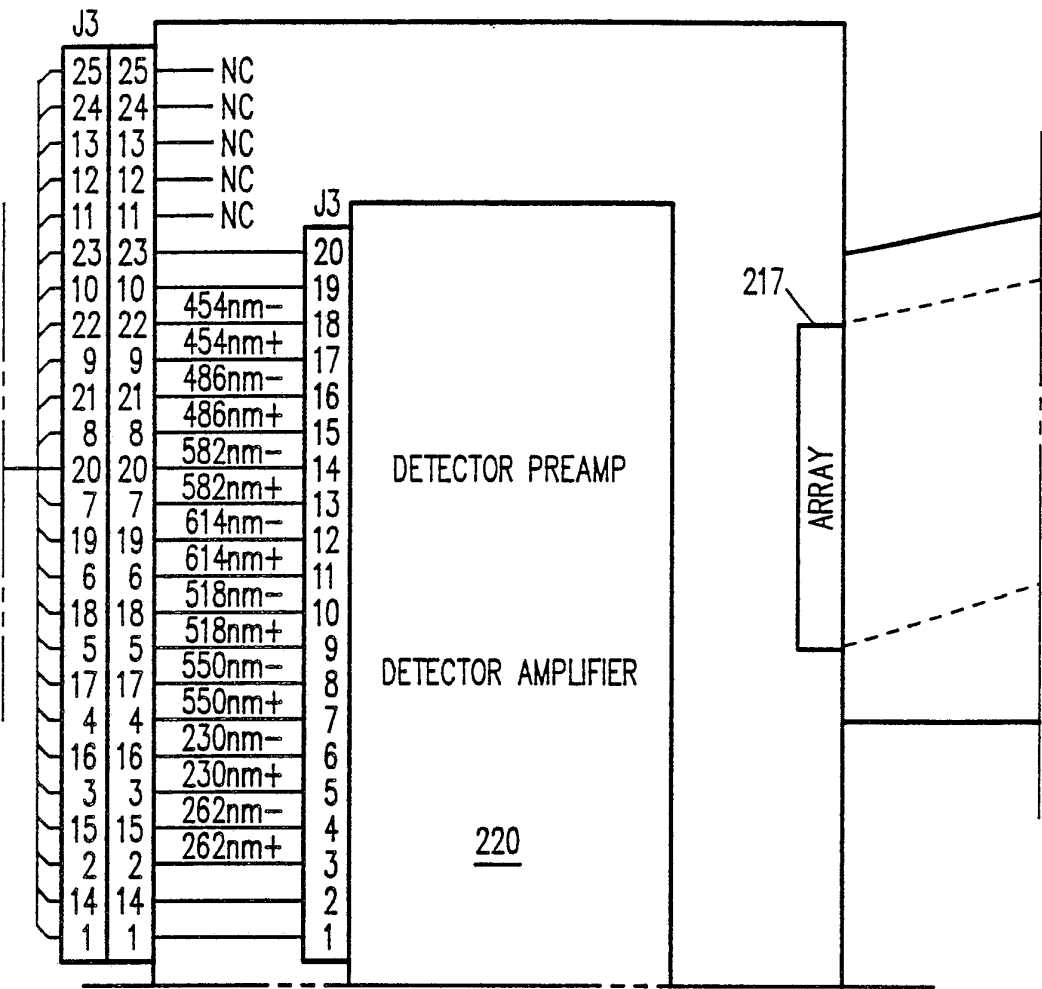 J3
25 25 NC
24 24 NC
13 13 NC
12 12 NC
11 11 NC
J3
23 23 20
10 10 19
217
454nm-
22 22 18
454nm+
9 9 17
486nm-
21 21 16
486nm+
8 8 15
582nm-
20 20 14
DETECTOR PREAMP
ARRAY
582nm+
7 7 13
614nm-
19 19 12
614nm+
6 6 11
518nm-
18 18 10
518nm+
5 5 9
550nm-
17 17 8
DETECTOR AMPLIFIER
550nm+
4 4 7
230nm-
16 16 6
230nm+
3 3 5
262nm-
15 15 4
220
262nm+
2 2 3
14 14 2
1 1 1